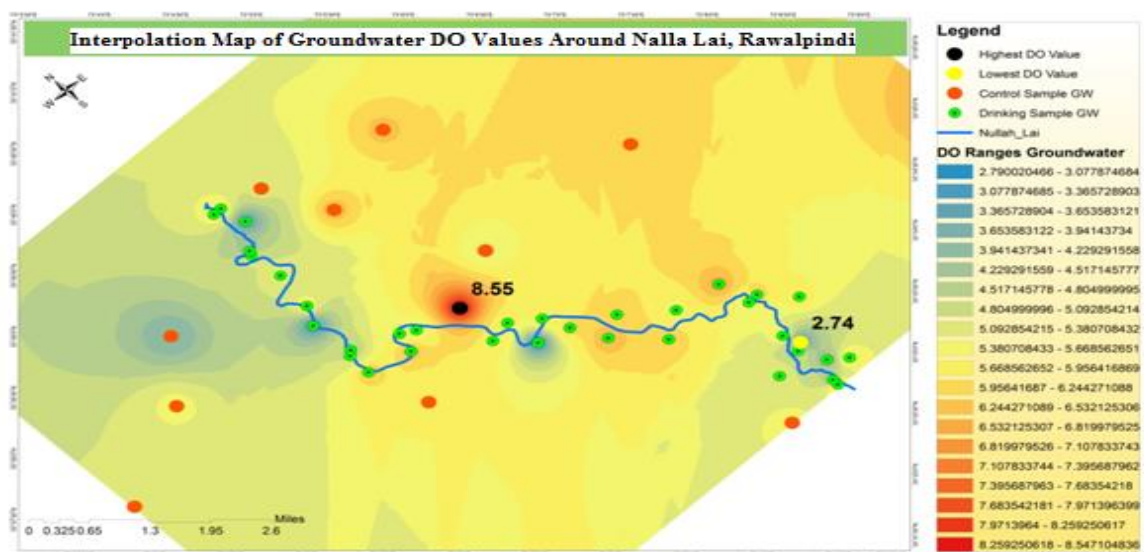 Interpolation Map of Groundwater DO Values Around Nalla Lai, Rawalpindi
N
E
W
S
8.55
2.74
Miles
0 0.325 0.65 1.3 1.95 2.6
Legend
Highest DO Value
Lowest DO Value
Control Sample GW
Drinking Sample GW
Nullah_Lai
DO Ranges Groundwater
2.790020466 - 3.077874684
3.077874685 - 3.365728903
3.365728904 - 3.653583121
3.653583122 - 3.94143734
3.941437341 - 4.229291558
4.229291559 - 4.517145777
4.517145778 - 4.804999995
4.804999996 - 5.092854214
5.092854215 - 5.380708432
5.380708433 - 5.668562651
5.668562652 - 5.956416869
5.95641687 - 6.244271088
6.244271089 - 6.532125306
6.532125307 - 6.819979525
6.819979526 - 7.107833743
7.107833744 - 7.395687962
7.395687963 - 7.68354218
7.683542181 - 7.971396399
7.9713964 - 8.259250617
8.259250618 - 8.547104836